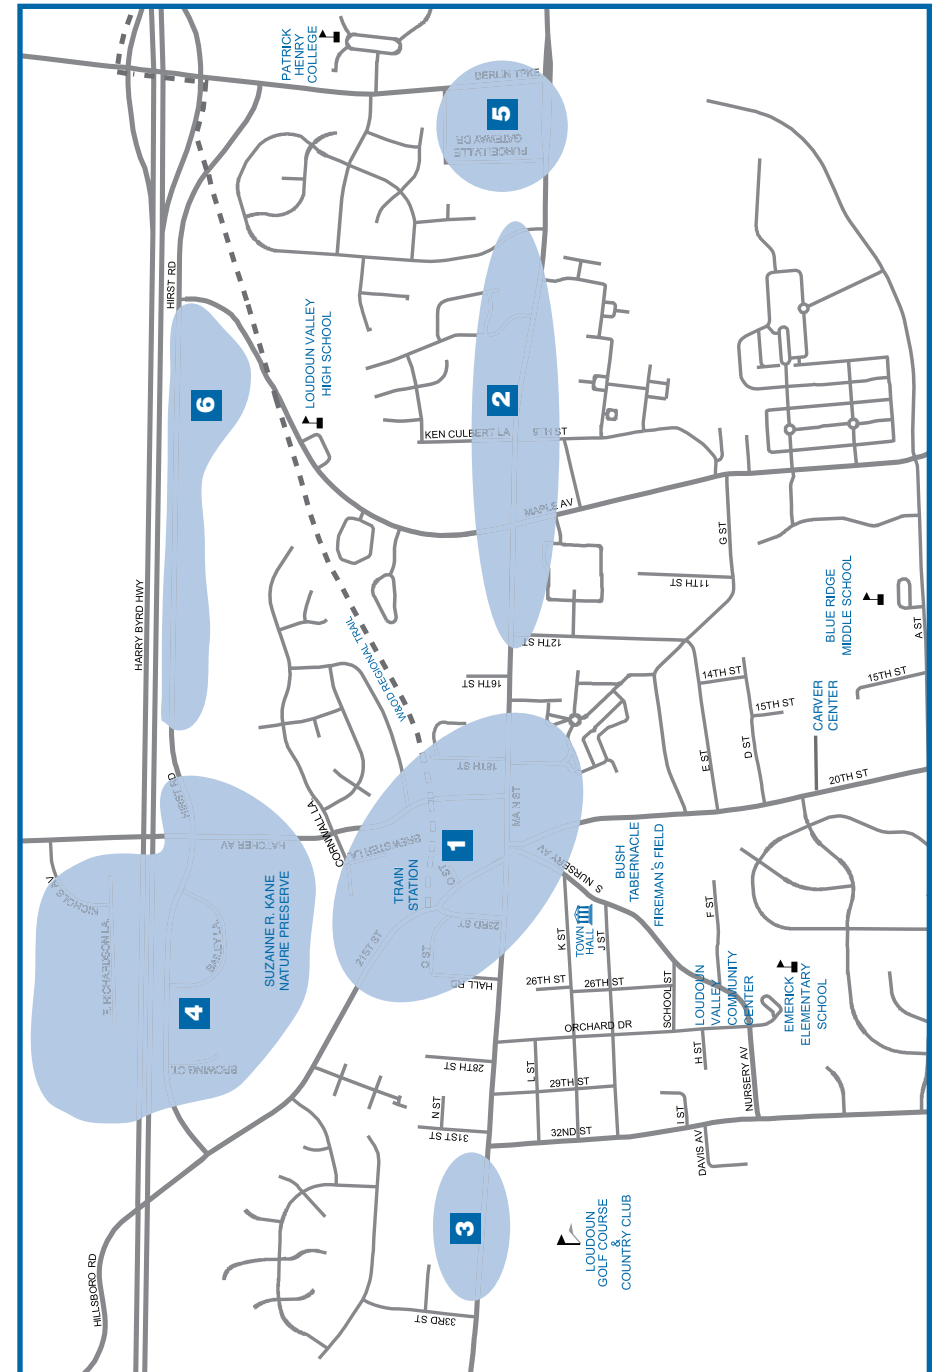 PATRICK
HENRY
COLLEGE
BERLIN TPKE
5
PURCELLVILLE
GATEWAY DR
HIRST RD
LOUDOUN VALLEY
HIGH SCHOOL
6
2
KEN CULBERT LA
5TH ST
MAPLE AV
HARRY BYRD HWY
G ST
11TH ST
BLUE RIDGE
MIDDLE SCHOOL
A ST
12TH ST
W&OD REGIONAL TRAIL
16TH ST
14TH ST
15TH ST
15TH ST
CARVER
CENTER
E ST
D ST
20TH ST
18TH ST
MAIN ST
HIRST RD
CORNWALL LA
HATCHER AV
BREWSTER LA
1
TRAIN
STATION
O ST
S NURSERY AV
BUSH
TABERNACLE
FIREMAN'S FIELD
NICHOLS AV
E. RICHARDSON LA.
BAILEY LA.
SUZANNE R. KANE
NATURE PRESERVE
21ST ST
23RD ST
O ST
HALL RD
K ST
TOWN
HALL
J ST
F ST
26TH ST
26TH ST
SCHOOL ST
LOUDOUN
VALLEY
COMMUNITY
CENTER
EMERICK
ELEMENTARY
SCHOOL
4
ORCHARD DR
BROWNING CT.
28TH ST
L ST
29TH ST
H ST
NURSERY AV
N ST
31ST ST
32ND ST
I ST
DAVIS AV
3
LOUDOUN
GOLF COURSE
&
COUNTRY CLUB
HILLSBORO RD
33RD ST